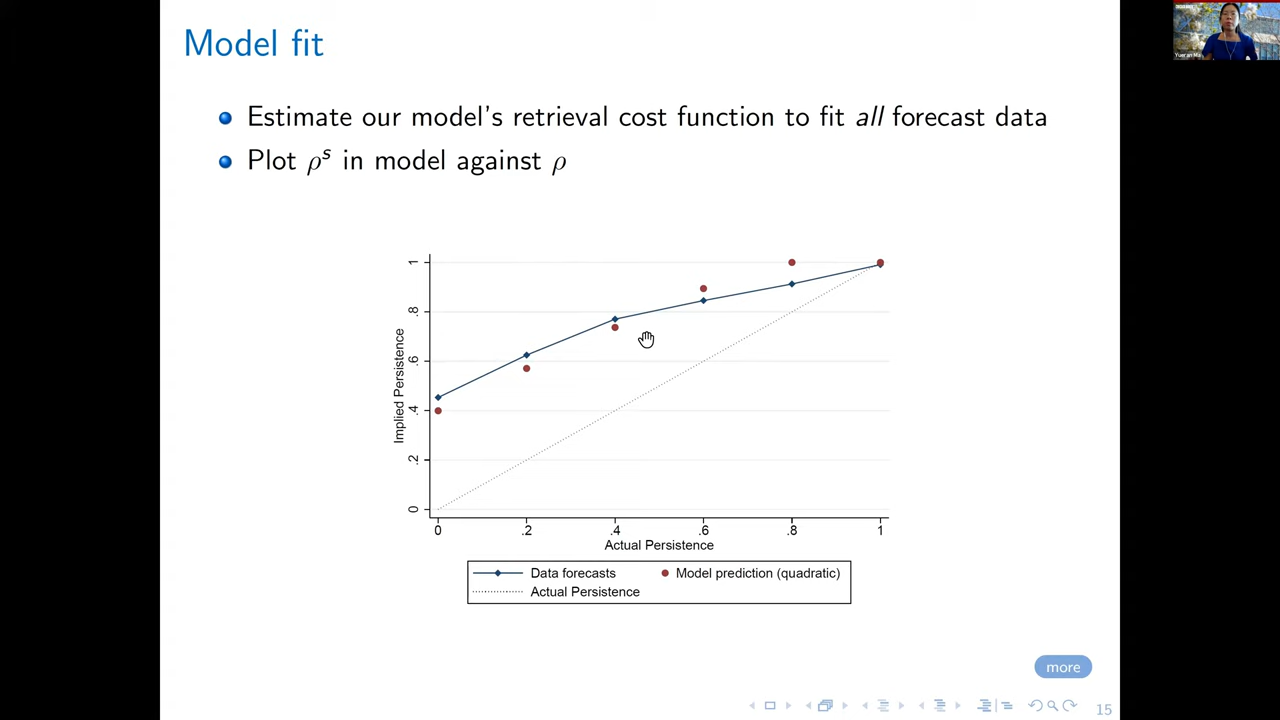 Model fit
Estimate our model's retrieval cost function to fit all forecast data
Plot ρˢ in model against ρ
Implied Persistence
1
.8
.6
.4
.2
0
0 .2 .4 .6 .8 1
Actual Persistence
Data forecasts Model prediction (quadratic)
Actual Persistence
more
15
Yueran Ma